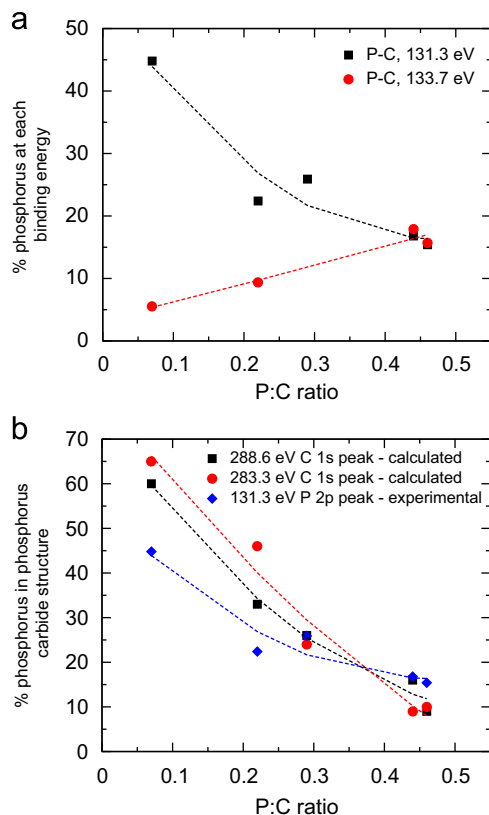 a
50
40
30
20
10
0
% phosphorus at each
binding energy
P-C, 131.3 eV
P-C, 133.7 eV
0 0.1 0.2 0.3 0.4 0.5
P:C ratio
b
70
60
50
40
30
20
10
0
% phosphorus in phosphorus
carbide structure
288.6 eV C 1s peak - calculated
283.3 eV C 1s peak - calculated
131.3 eV P 2p peak - experimental
0 0.1 0.2 0.3 0.4 0.5
P:C ratio